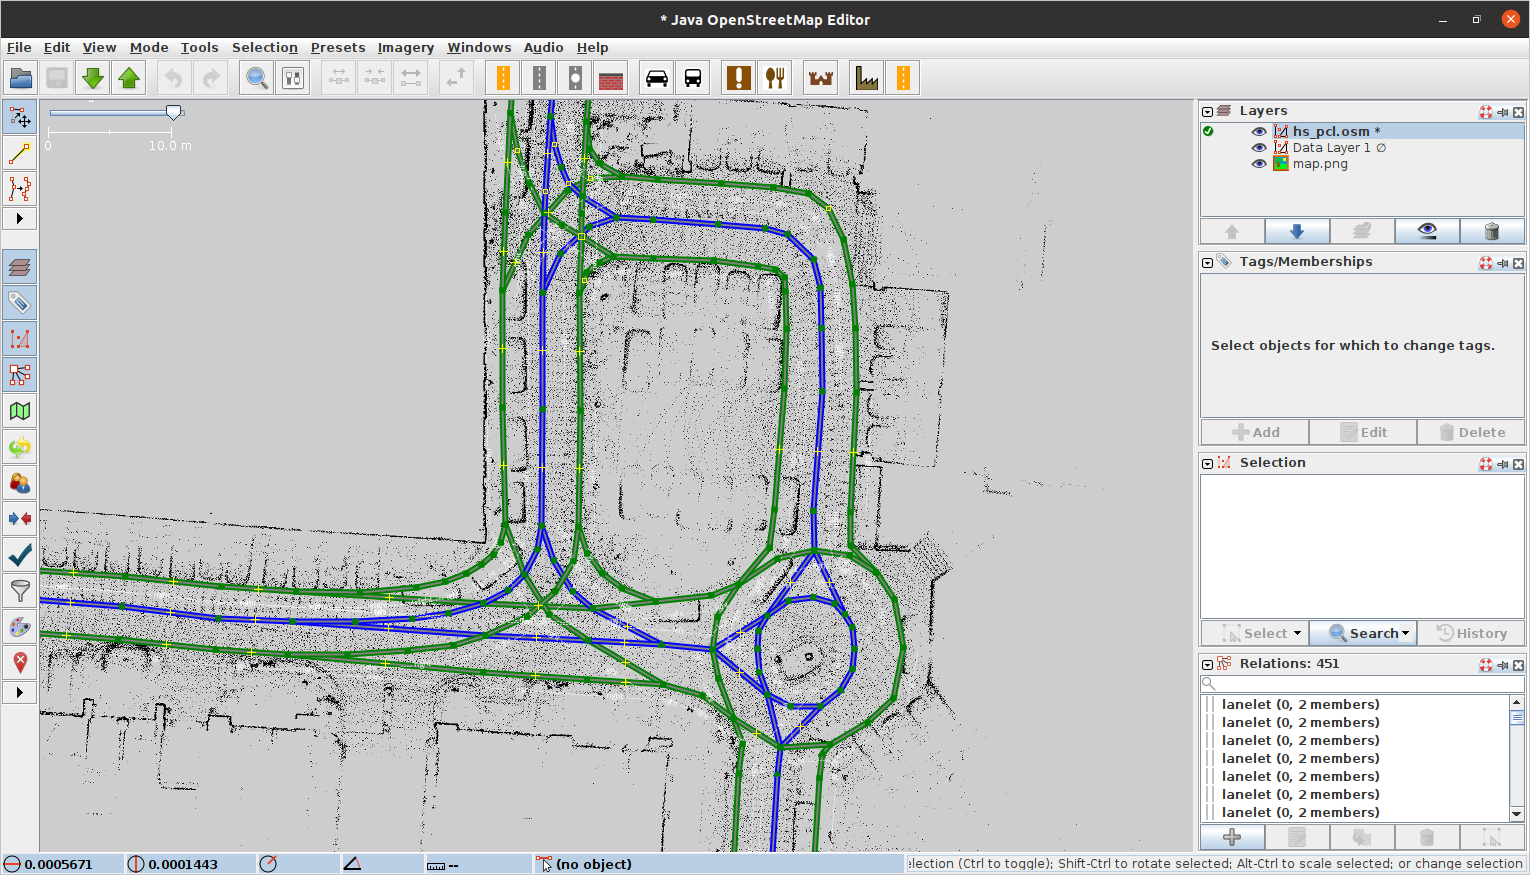 * Java OpenStreetMap Editor
File Edit View Mode Tools Selection Presets Imagery Windows Audio Help
0 10.0 m
Layers
hs_pcl.osm *
Data Layer 1 ∅
map.png
Tags/Memberships
Select objects for which to change tags.
Add Edit Delete
Selection
Select Search History
Relations: 451
lanelet (0, 2 members)
lanelet (0, 2 members)
lanelet (0, 2 members)
lanelet (0, 2 members)
lanelet (0, 2 members)
lanelet (0, 2 members)
lanelet (0, 2 members)
0.0005671 0.0001443 -- (no object) lection (Ctrl to toggle); Shift-Ctrl to rotate selected; Alt-Ctrl to scale selected; or change selection